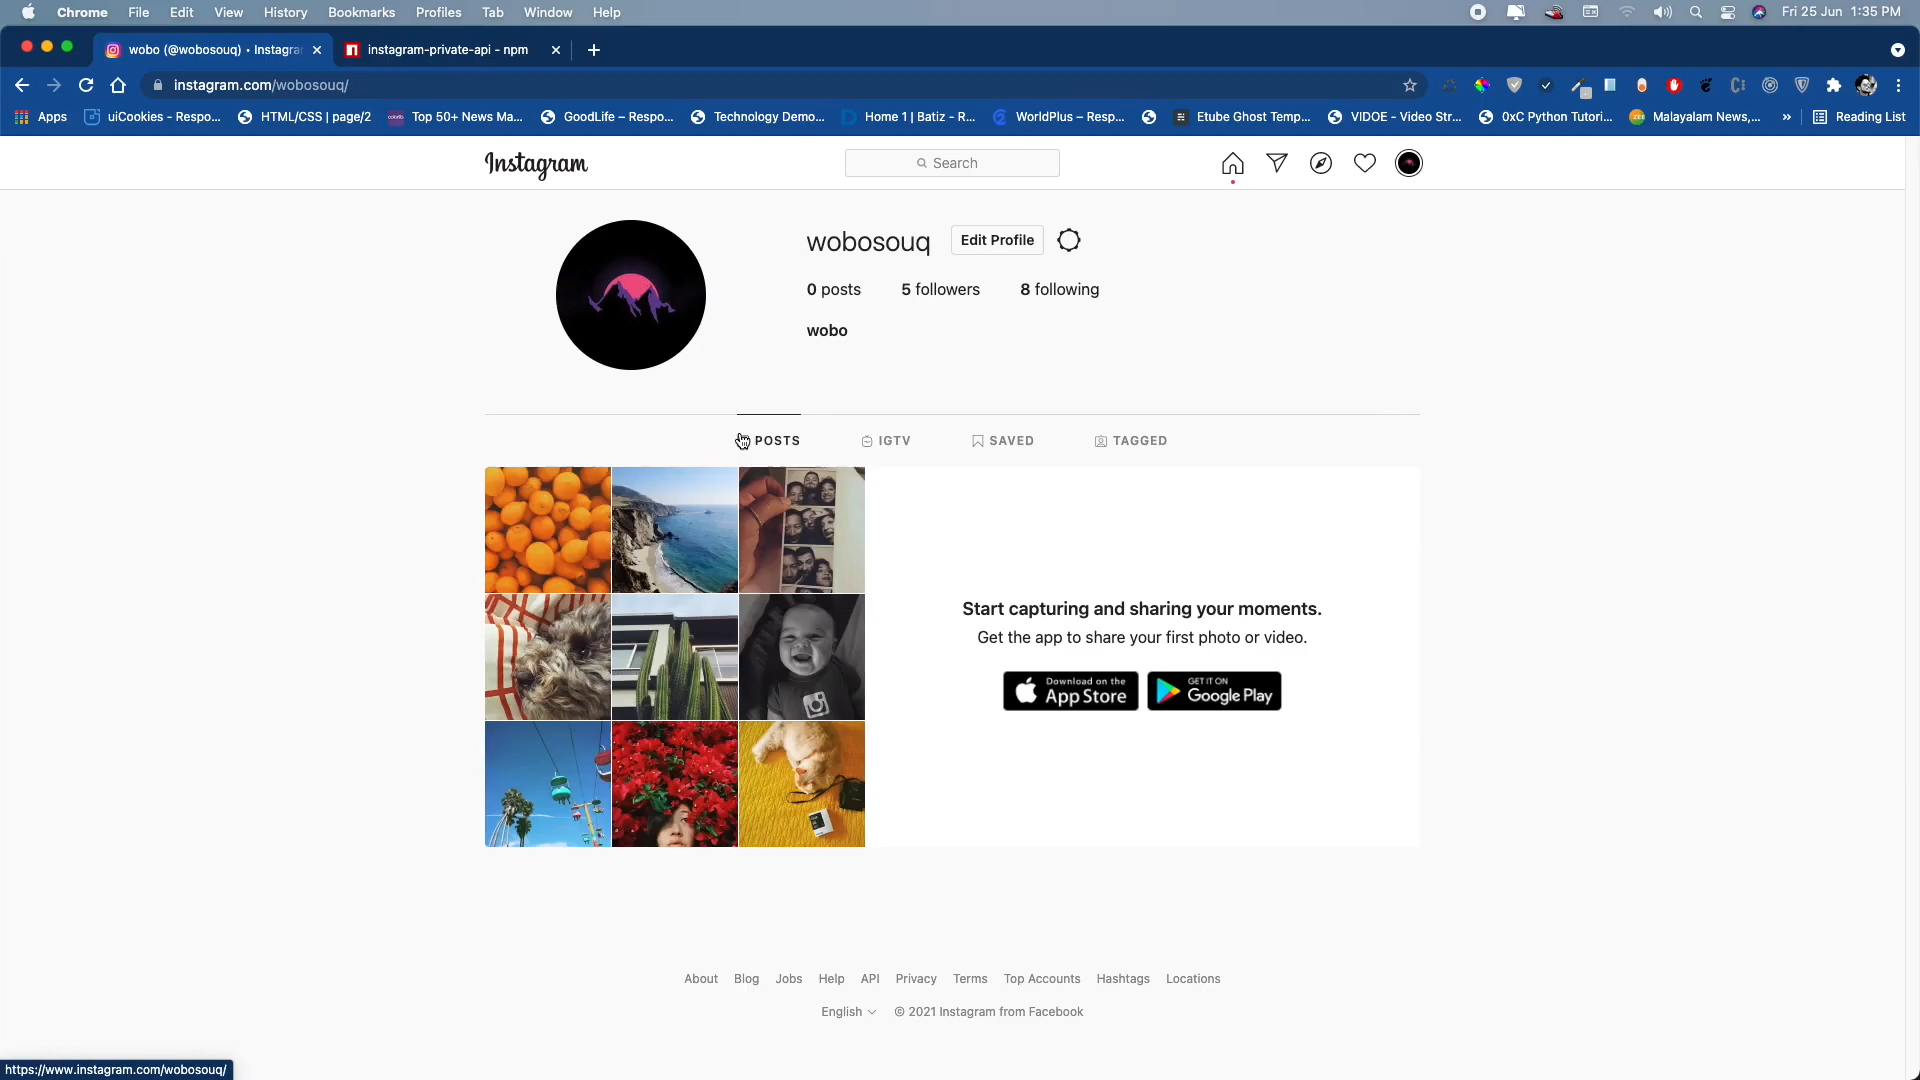 Chrome File Edit View History Bookmarks Profiles Tab Window Help Fri 25 Jun 1:35 PM
wobo (@wobosouq) • Instagra instagram-private-api - npm
instagram.com/wobosouq/
Apps uiCookies - Respo... HTML/CSS | page/2 Top 50+ News Ma... GoodLife – Respo... Technology Demo... Home 1 | Batiz - R... WorldPlus – Resp... Etube Ghost Temp... VIDOE - Video Str... 0xC Python Tutori... Malayalam News,... » Reading List
Instagram Search
wobosouq Edit Profile
0 posts 5 followers 8 following
wobo
POSTS IGTV SAVED TAGGED
Start capturing and sharing your moments.
Get the app to share your first photo or video.
Download on the App Store GET IT ON Google Play
About Blog Jobs Help API Privacy Terms Top Accounts Hashtags Locations
English © 2021 Instagram from Facebook
https://www.instagram.com/wobosouq/